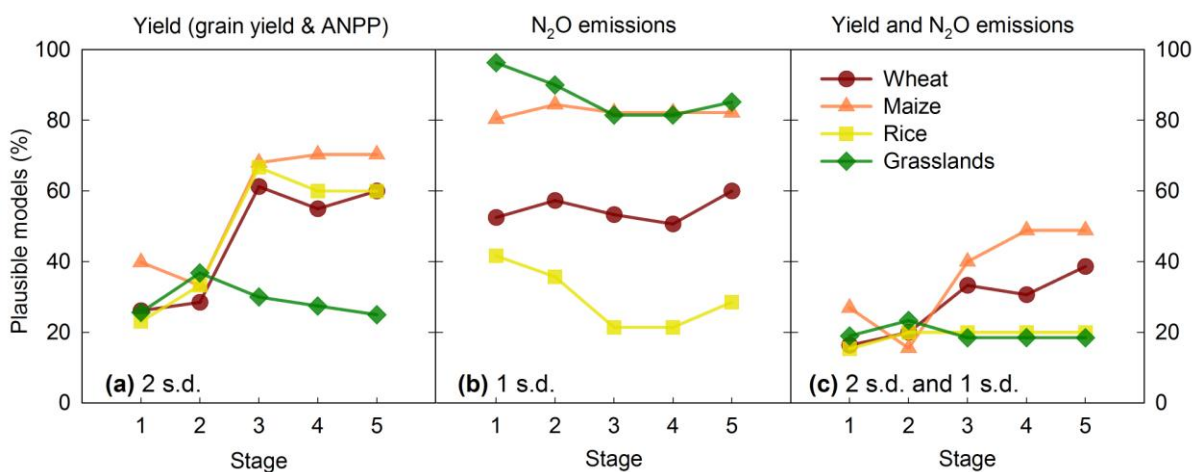 Yield (grain yield & ANPP)
N₂O emissions
Yield and N₂O emissions
Plausible models (%)
100
80
60
40
20
0
100
80
60
40
20
0
Wheat
Maize
Rice
Grasslands
(a) 2 s.d.
(b) 1 s.d.
(c) 2 s.d. and 1 s.d.
1 2 3 4 5
1 2 3 4 5
1 2 3 4 5
Stage
Stage
Stage